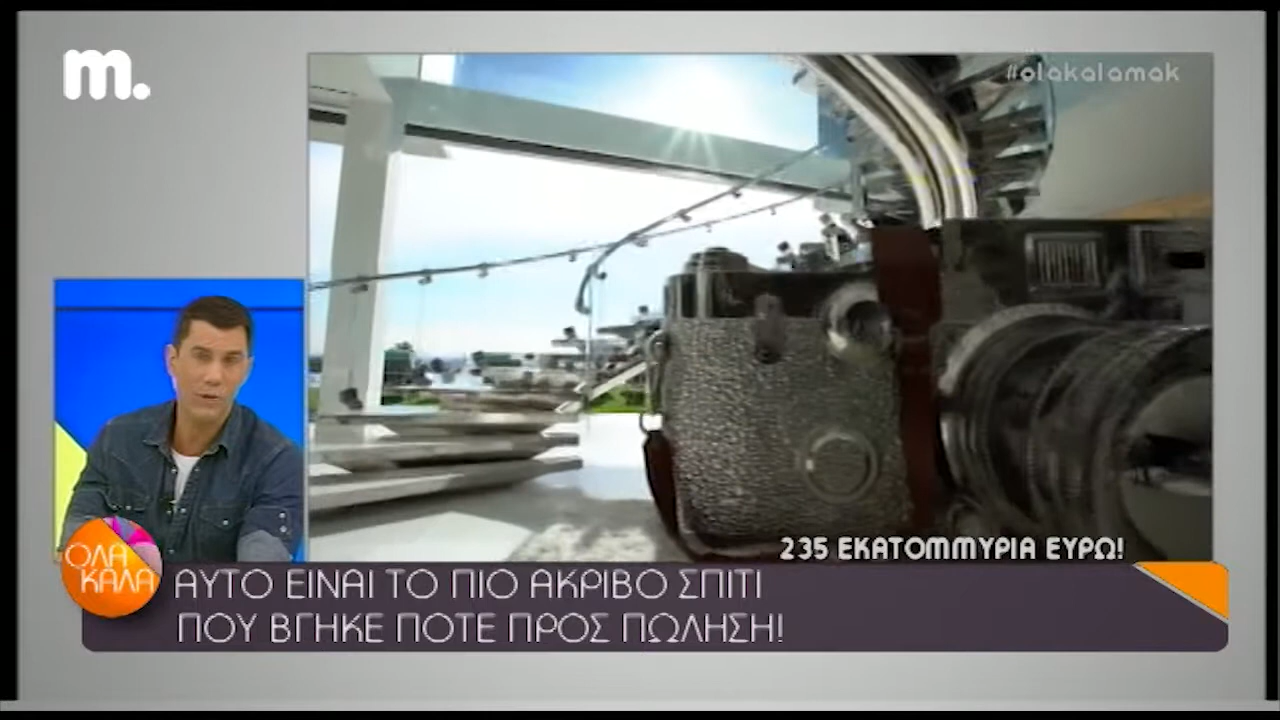 m.
#olakalamak
235 ΕΚΑΤΟΜΜΥΡΙΑ ΕΥΡΩ!
ΟΛΑ
ΚΑΛΑ
ΑΥΤΟ ΕΙΝΑΙ ΤΟ ΠΙΟ ΑΚΡΙΒΟ ΣΠΙΤΙ
ΠΟΥ ΒΓΗΚΕ ΠΟΤΕ ΠΡΟΣ ΠΩΛΗΣΗ!